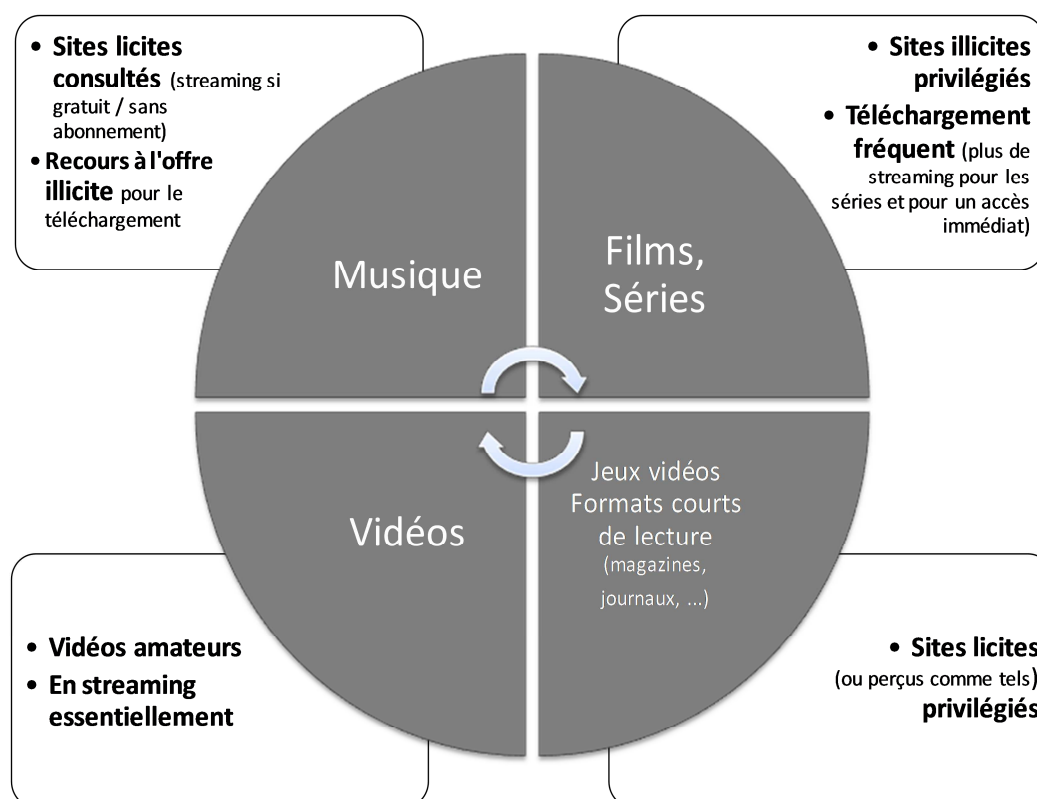 • Sites licites
consultés (streaming si
gratuit / sans
abonnement)
• Recours à l'offre
illicite pour le
téléchargement
• Sites illicites
privilégiés
• Téléchargement
fréquent (plus de
streaming pour les
séries et pour un accès
immédiat)
Musique
Films,
Séries
Vidéos
Jeux vidéos
Formats courts
de lecture
(magazines,
journaux, ...)
• Vidéos amateurs
• En streaming
essentiellement
• Sites licites
(ou perçus comme tels)
privilégiés